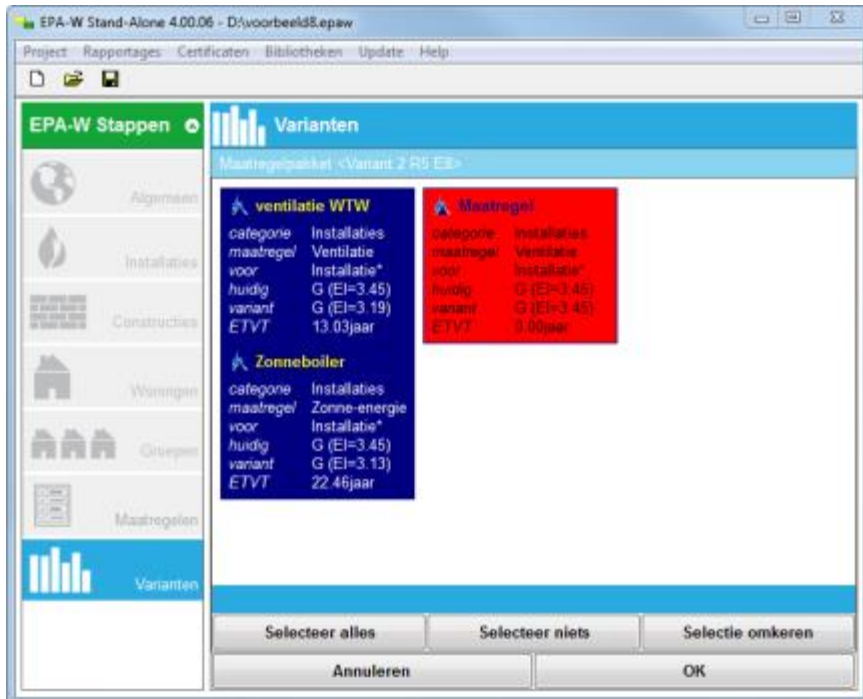 EPA-W Stand-Alone 4.00.06 - D:\voorbeeld8.epaw
Project Rapportages Certificaten Bibliotheken Update Help
EPA-W Stappen
Algemeen
Installaties
Constructies
Woningen
Groepen
Maatregelen
Varianten
Varianten
Maatregelpakket <Variant 2 R5 E8>
ventilatie WTW
categorie Installaties
maatregel Ventilatie
voor Installatie*
huidig G (EI=3.45)
variant G (EI=3.19)
ETVT 13.03jaar
Zonneboiler
categorie Installaties
maatregel Zonne-energie
voor Installatie*
huidig G (EI=3.45)
variant G (EI=3.13)
ETVT 22.46jaar
Maatregel
categorie Installaties
maatregel Ventilatie
voor Installatie*
huidig G (EI=3.45)
variant G (EI=3.45)
ETVT 0.00jaar
Selecteer alles
Selecteer niets
Selectie omkeren
Annuleren
OK